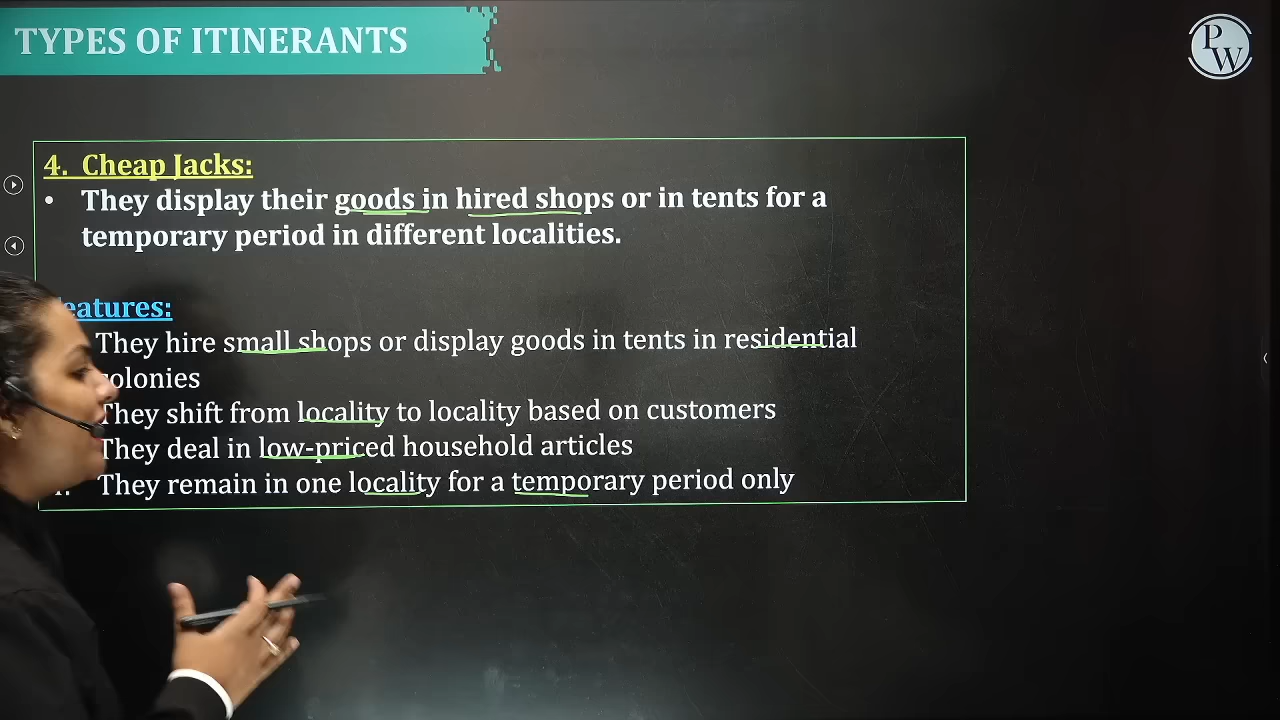 TYPES OF ITINERANTS
PW
4. Cheap Jacks:
• They display their goods in hired shops or in tents for a
temporary period in different localities.
eatures:
They hire small shops or display goods in tents in residential
colonies
They shift from locality to locality based on customers
They deal in low-priced household articles
They remain in one locality for a temporary period only